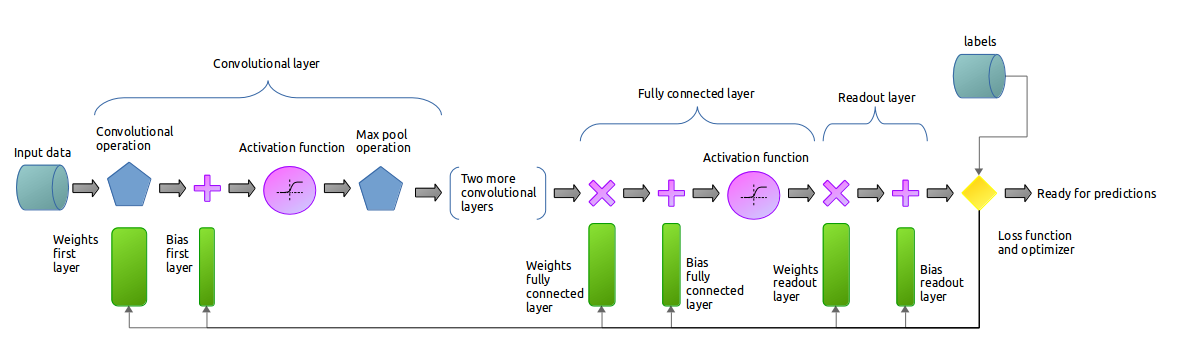 labels
Convolutional layer
Fully connected layer
Readout layer
Convolutional
operation
Max pool
operation
Input data
Activation function
Activation function
Two more
convolutional
layers
Ready for predictions
Weights
first
layer
Bias
first
layer
Weights
fully
connected
layer
Bias
fully
connected
layer
Weights
readout
layer
Bias
readout
layer
Loss function
and optimizer